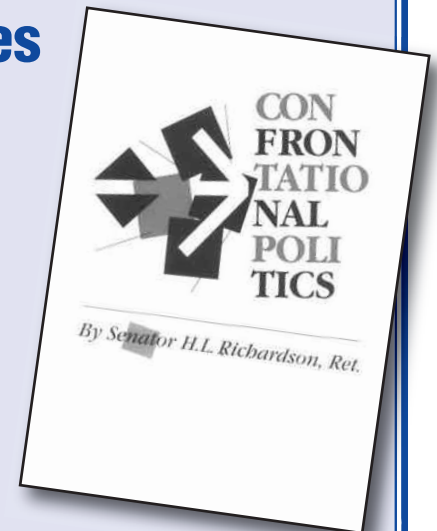 es
CON
FRON
TATIO
NAL
POLI
TICS
By Senator H.L. Richardson, Ret.